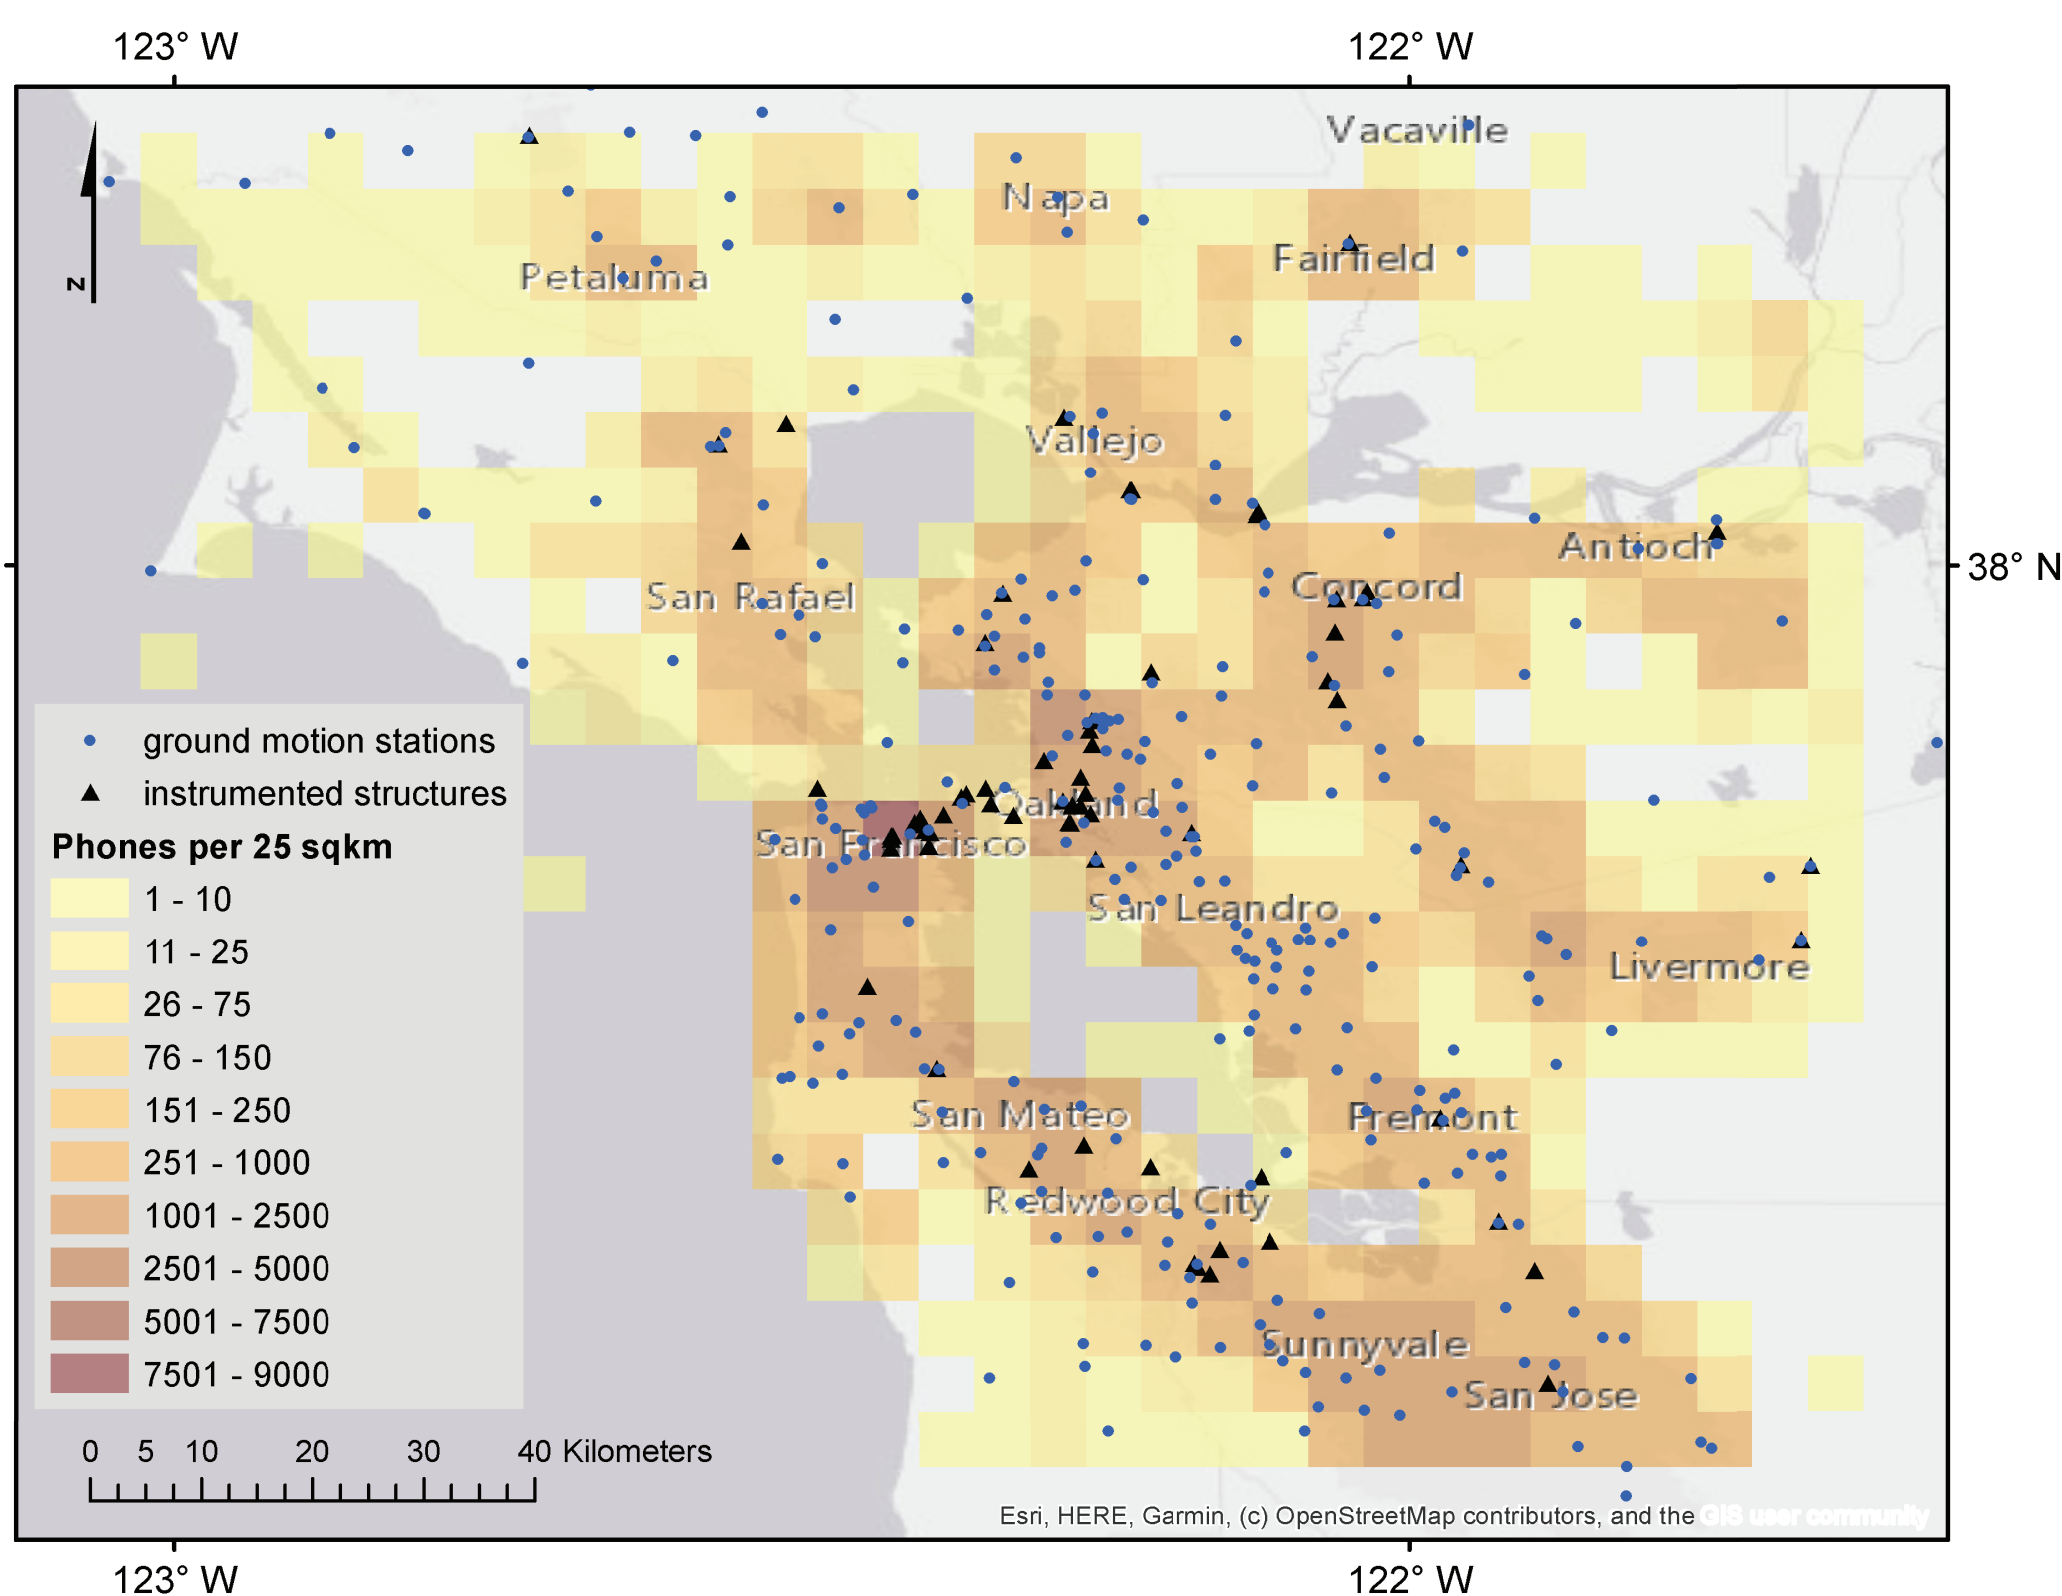 123° W 122° W
Vacaville
Napa
Fairfield
Petaluma
z
Vallejo
Antioch
38° N
Concord
San Rafael
ground motion stations
instrumented structures
Oakland
San Francisco
Phones per 25 sqkm
1 - 10
11 - 25
26 - 75
76 - 150
151 - 250
251 - 1000
1001 - 2500
2501 - 5000
5001 - 7500
7501 - 9000
San Leandro
Livermore
San Mateo
Fremont
Redwood City
Sunnyvale
San Jose
0 5 10 20 30 40 Kilometers
Esri, HERE, Garmin, (c) OpenStreetMap contributors, and the GIS user community
123° W 122° W